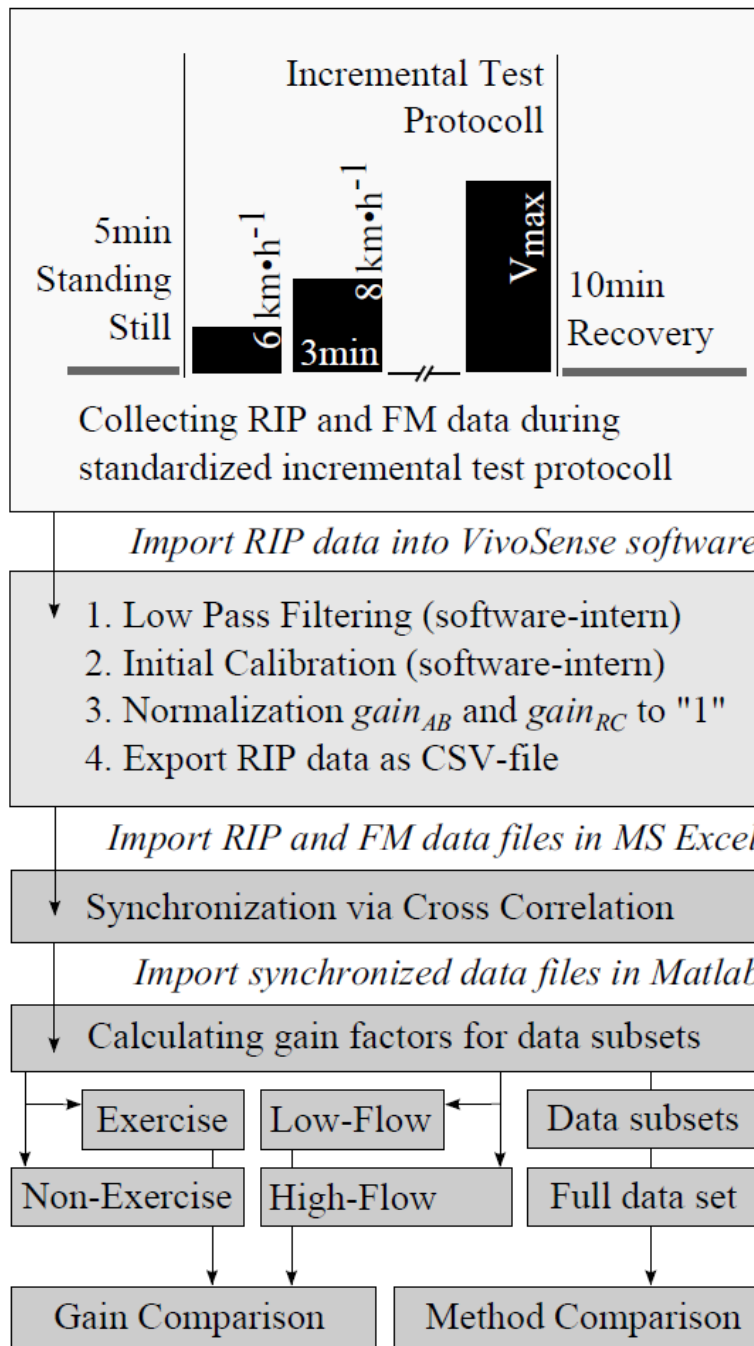 Incremental Test
Protocoll
5min
Standing
Still
6 km•h-1
3min
8 km•h-1
Vmax
10min
Recovery
Collecting RIP and FM data during
standardized incremental test protocoll
Import RIP data into VivoSense software
1. Low Pass Filtering (software-intern)
2. Initial Calibration (software-intern)
3. Normalization gainAB and gainRC to "1"
4. Export RIP data as CSV-file
Import RIP and FM data files in MS Excel
Synchronization via Cross Correlation
Import synchronized data files in Matlab
Calculating gain factors for data subsets
Exercise
Low-Flow
Data subsets
Non-Exercise
High-Flow
Full data set
Gain Comparison
Method Comparison